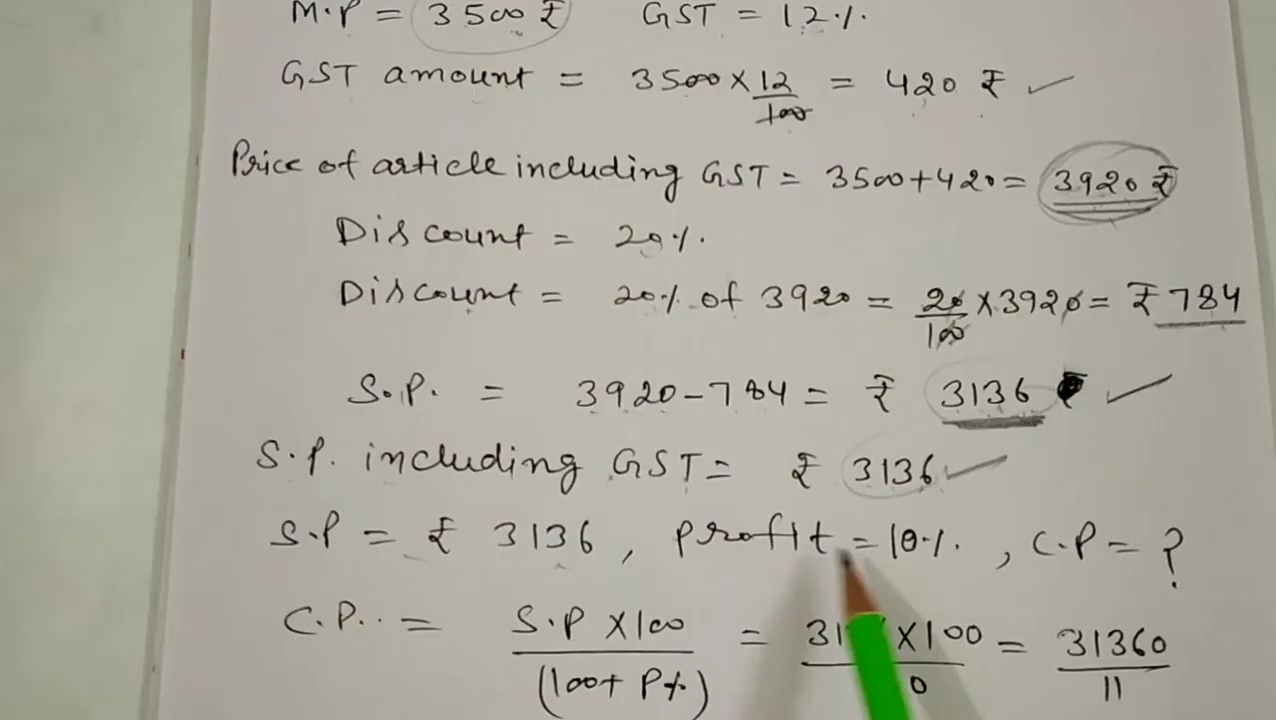 M.P = 3500 ₹ GST = 12%.
GST amount = 3500 × 12/100 = 420 ₹ ✓
Price of article including GST = 3500+420 = 3920 ₹
Discount = 20%.
Discount = 20% of 3920 = 20/100 × 3920 = ₹ 784
S.P. = 3920-784 = ₹ 3136 ✓
S.P. including GST = ₹ 3136 ✓
S.P = ₹ 3136, Profit = 10%. , C.P = ?
C.P.. = S.P × 100/(100+ P%) = 31 × 100/0 = 31360/11